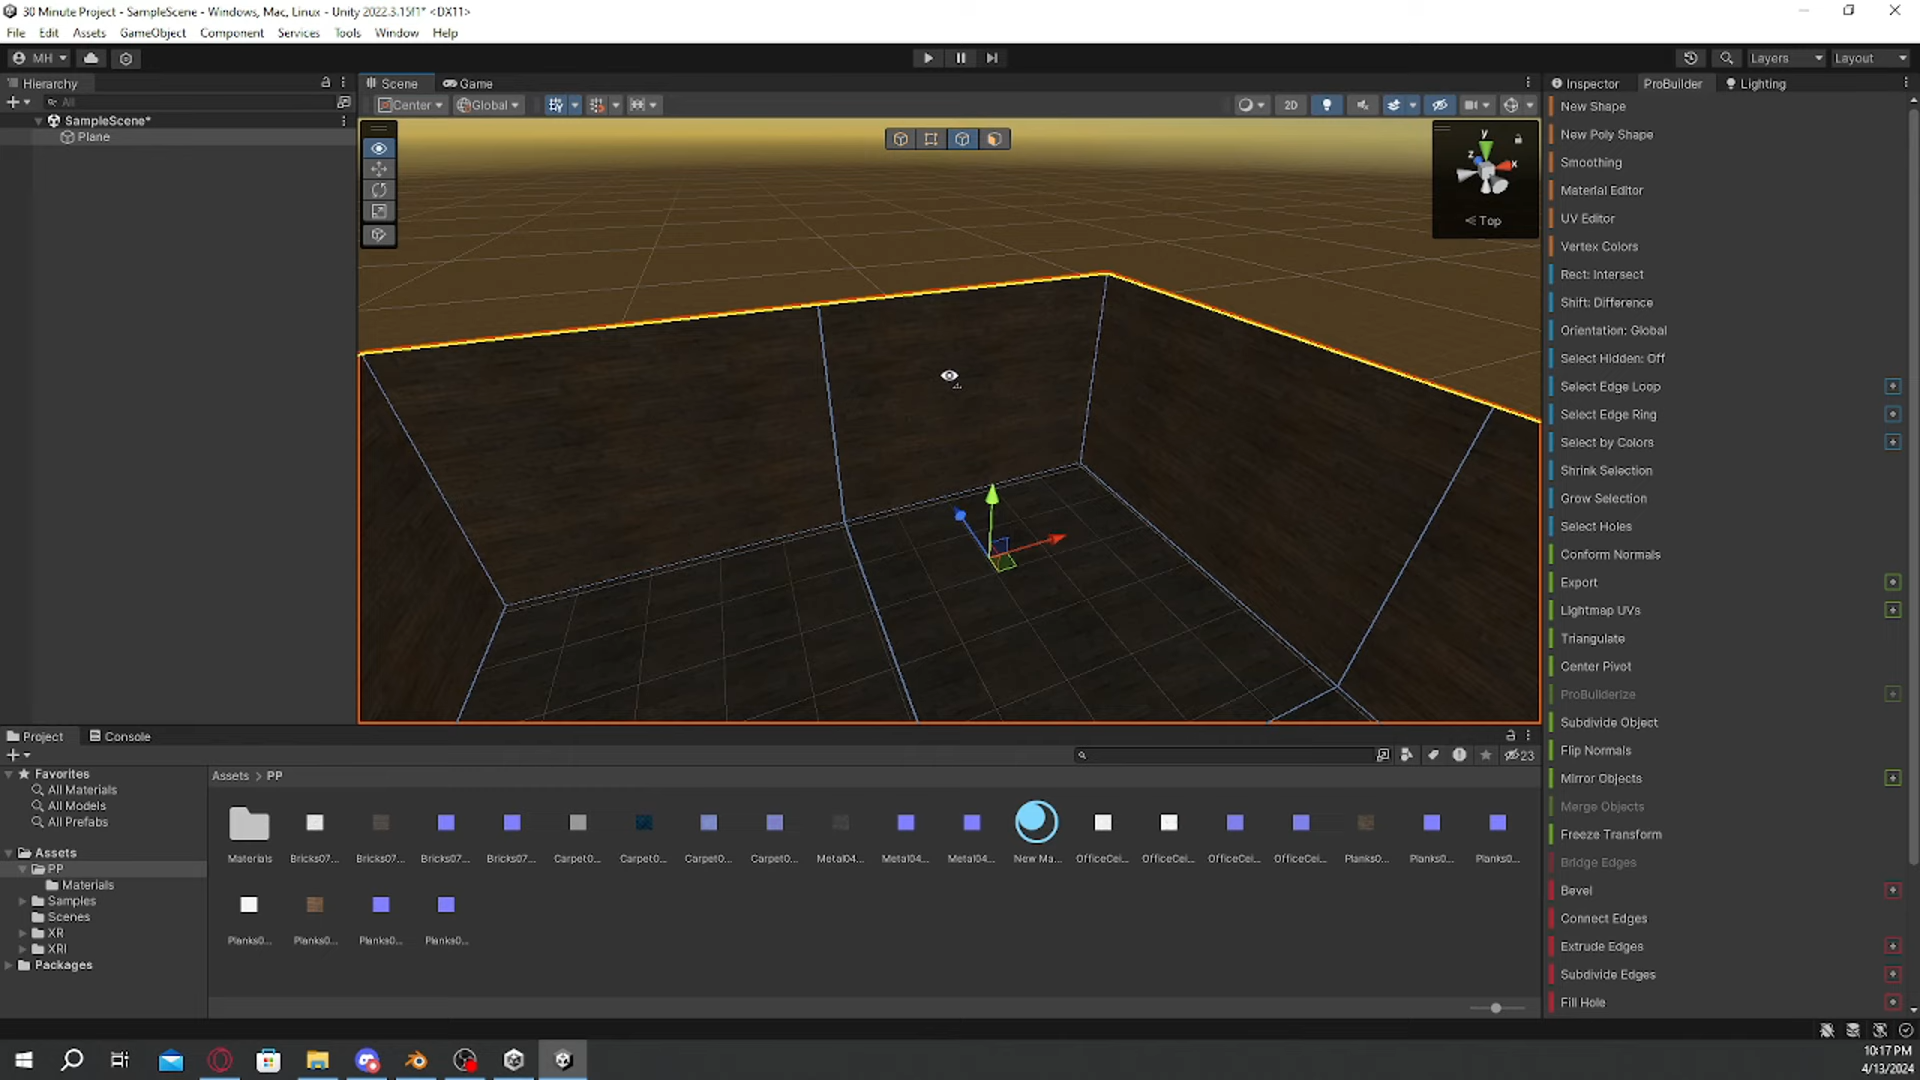 30 Minute Project - SampleScene - Windows, Mac, Linux - Unity 2022.3.15f1* <DX11>
File Edit Assets GameObject Component Services Tools Window Help
MH Layers Layout
Hierarchy Scene Game Inspector ProBuilder Lighting
All Center Global 2D
SampleScene*
Plane
y
z x
< Top
New Shape
New Poly Shape
Smoothing
Material Editor
UV Editor
Vertex Colors
Rect: Intersect
Shift: Difference
Orientation: Global
Select Hidden: Off
Select Edge Loop
Select Edge Ring
Select by Colors
Shrink Selection
Grow Selection
Select Holes
Conform Normals
Export
Lightmap UVs
Triangulate
Center Pivot
ProBuilderize
Subdivide Object
Flip Normals
Mirror Objects
Merge Objects
Freeze Transform
Bridge Edges
Bevel
Connect Edges
Extrude Edges
Subdivide Edges
Fill Hole
Project Console
23
Favorites
All Materials
All Models
All Prefabs
Assets
PP
Materials
Samples
Scenes
XR
XRI
Packages
Assets > PP
Materials Bricks07... Bricks07... Bricks07... Bricks07... Carpet0... Carpet0... Carpet0... Carpet0... Metal04... Metal04... Metal04... New Ma... OfficeCei... OfficeCei... OfficeCei... OfficeCei... Planks0... Planks0... Planks0...
Planks0... Planks0... Planks0... Planks0...
10:17 PM
4/13/2024